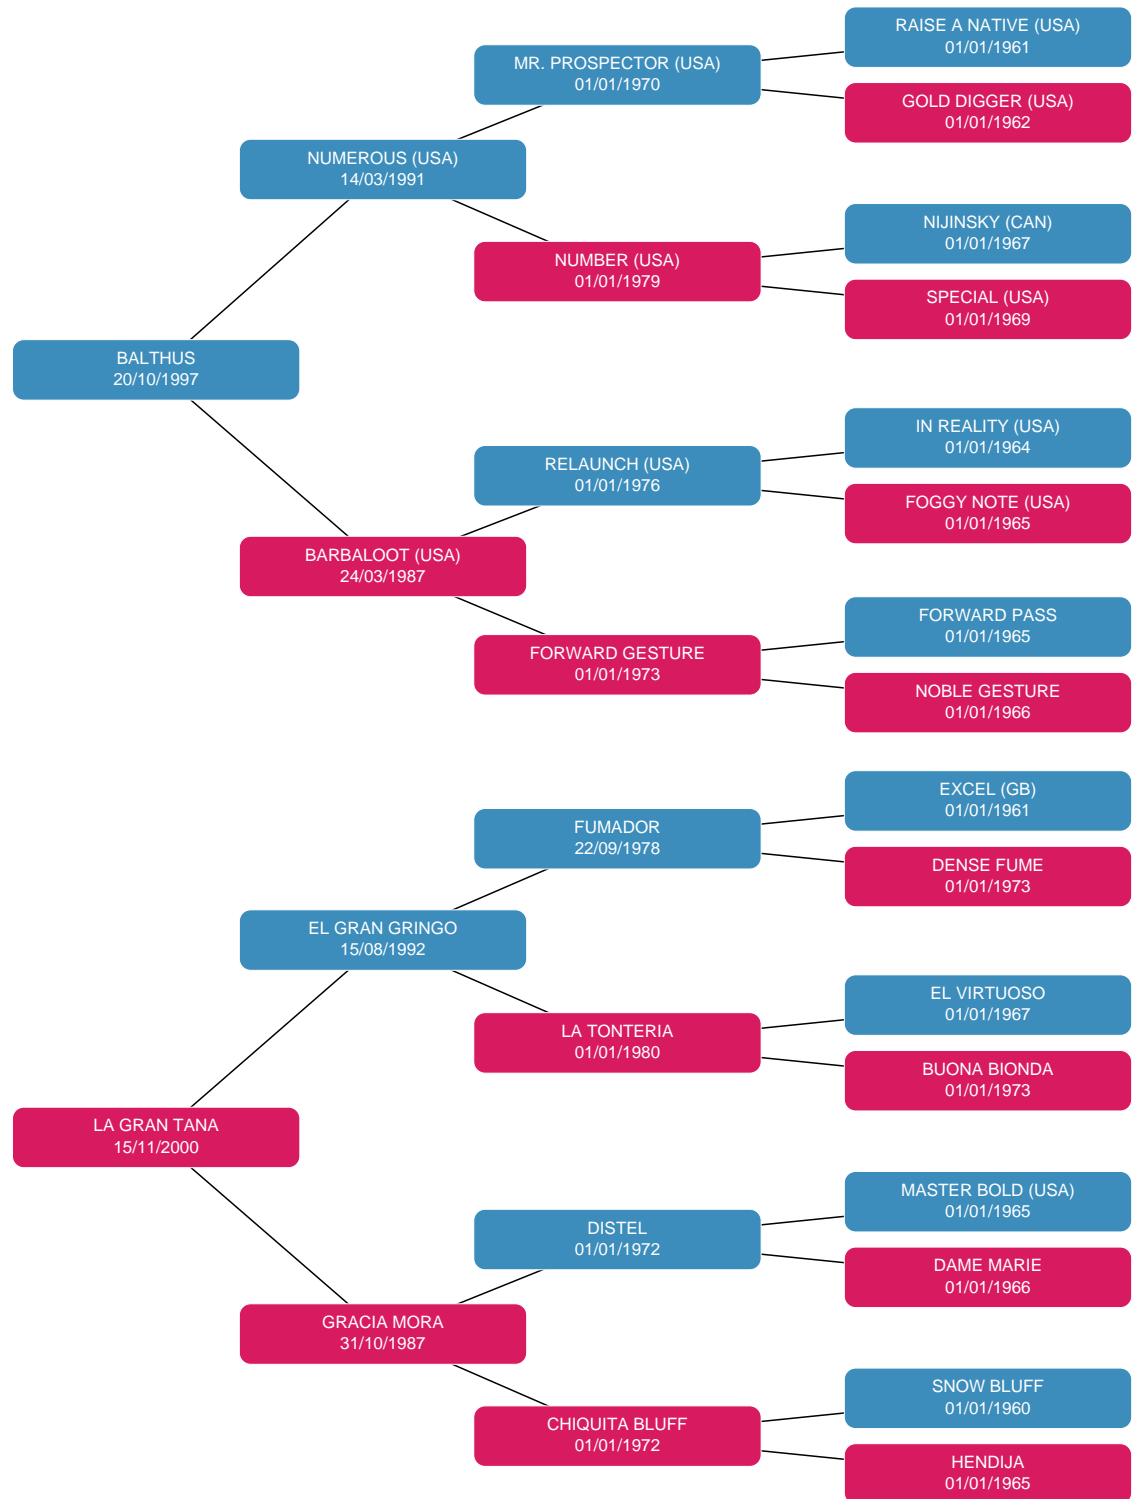 RAISE A NATIVE (USA)
01/01/1961
MR. PROSPECTOR (USA)
01/01/1970
GOLD DIGGER (USA)
01/01/1962
NUMEROUS (USA)
14/03/1991
NIJINSKY (CAN)
01/01/1967
NUMBER (USA)
01/01/1979
SPECIAL (USA)
01/01/1969
BALTHUS
20/10/1997
IN REALITY (USA)
01/01/1964
RELAUNCH (USA)
01/01/1976
FOGGY NOTE (USA)
01/01/1965
BARBALOOT (USA)
24/03/1987
FORWARD PASS
01/01/1965
FORWARD GESTURE
01/01/1973
NOBLE GESTURE
01/01/1966
EXCEL (GB)
01/01/1961
FUMADOR
22/09/1978
DENSE FUME
01/01/1973
EL GRAN GRINGO
15/08/1992
EL VIRTUOSO
01/01/1967
LA TONTERIA
01/01/1980
BUONA BIONDA
01/01/1973
LA GRAN TANA
15/11/2000
MASTER BOLD (USA)
01/01/1965
DISTEL
01/01/1972
DAME MARIE
01/01/1966
GRACIA MORA
31/10/1987
SNOW BLUFF
01/01/1960
CHIQUITA BLUFF
01/01/1972
HENDIJA
01/01/1965